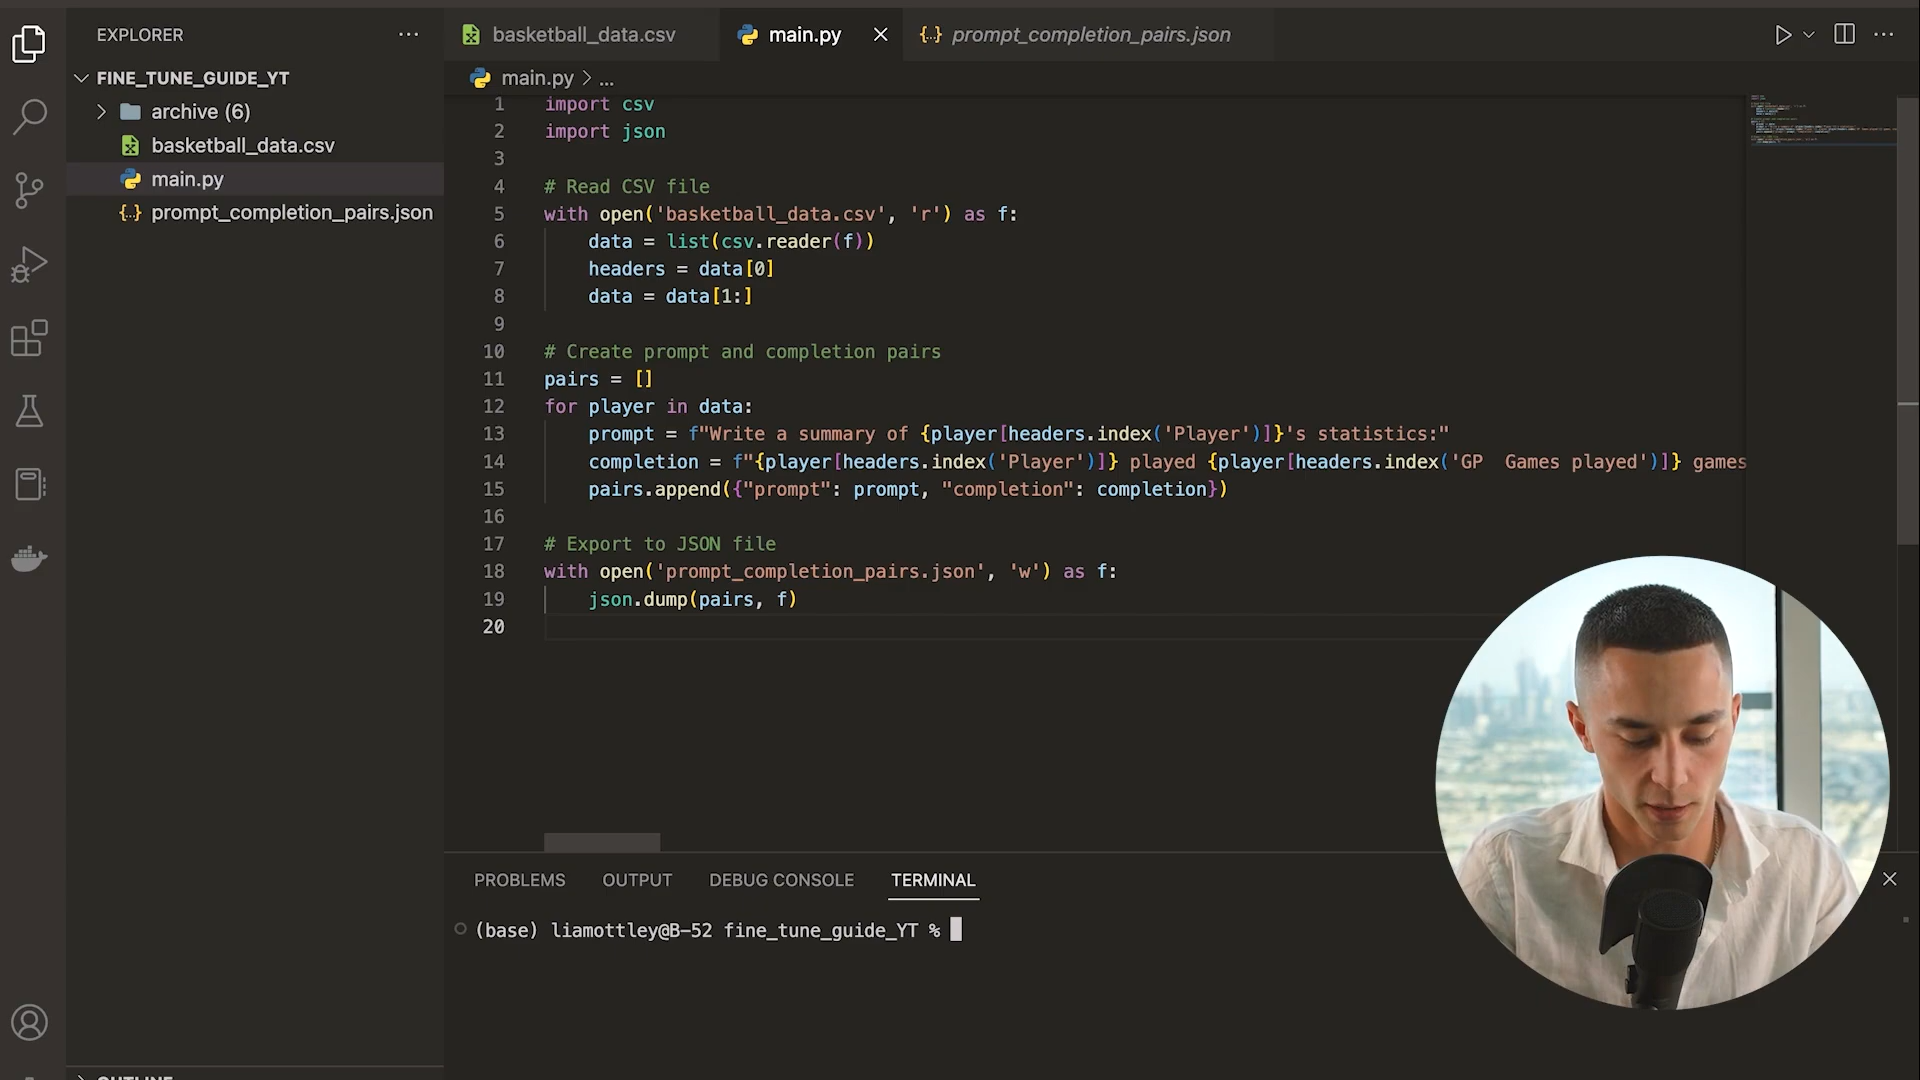 EXPLORER
FINE_TUNE_GUIDE_YT
archive (6)
basketball_data.csv
main.py
prompt_completion_pairs.json
basketball_data.csv
main.py
prompt_completion_pairs.json
main.py > ...
1 import csv
2 import json
3
4 # Read CSV file
5 with open('basketball_data.csv', 'r') as f:
6 data = list(csv.reader(f))
7 headers = data[0]
8 data = data[1:]
9
10 # Create prompt and completion pairs
11 pairs = []
12 for player in data:
13 prompt = f"Write a summary of {player[headers.index('Player')]}'s statistics:"
14 completion = f"{player[headers.index('Player')]} played {player[headers.index('GP  Games played')]} games
15 pairs.append({"prompt": prompt, "completion": completion})
16
17 # Export to JSON file
18 with open('prompt_completion_pairs.json', 'w') as f:
19 json.dump(pairs, f)
20
PROBLEMS
OUTPUT
DEBUG CONSOLE
TERMINAL
(base) liamottley@B-52 fine_tune_guide_YT %
OUTLINE